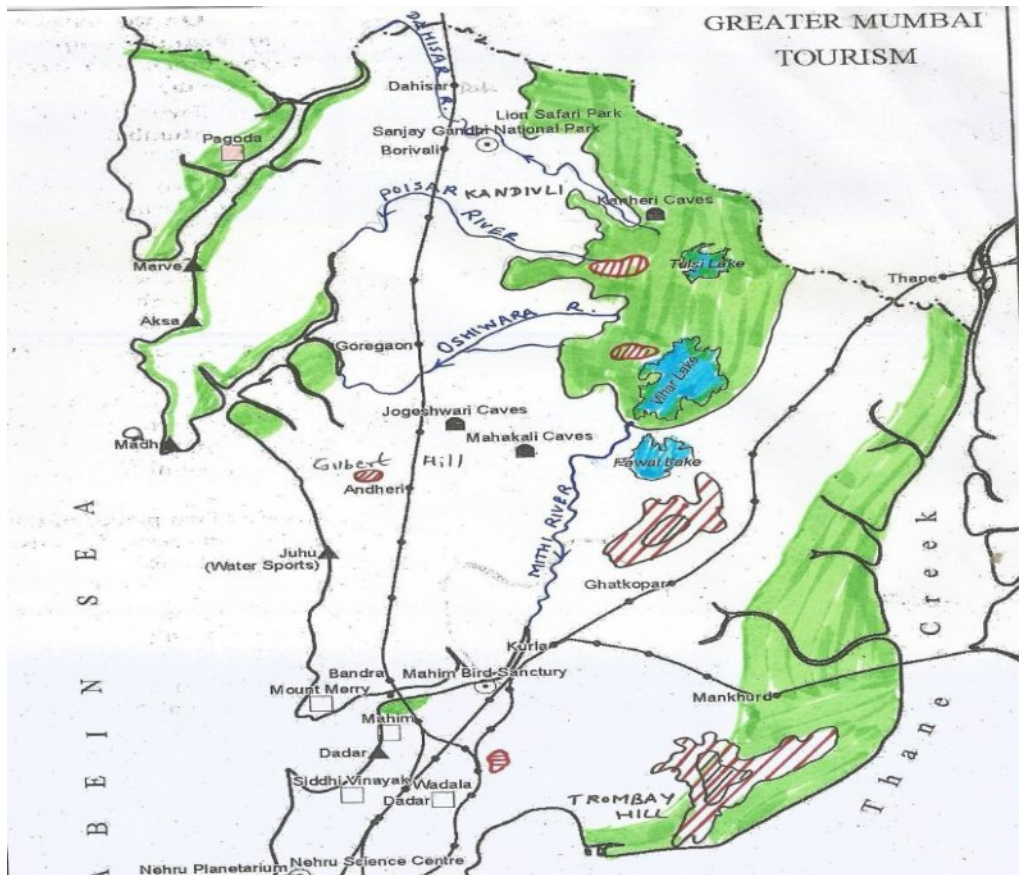 GREATER MUMBAI
TOURISM
DAHISAR R.
Dahisar
Lion Safari Park
Sanjay Gandhi National Park
Borivali
Pagoda
POISAR
RIVER
KANDIVLI
Kanheri Caves
Marve
Tulsi Lake
Thane
Aksa
OSHIWARA R.
Goregaon
Vihar Lake
Jogeshwari Caves
Mahakali Caves
Madh
Gilbert Hill
Pawai Lake
Andheri
MITHI RIVER
Juhu
(Water Sports)
Ghatkopar
Thane Creek
Kurla
Bandra
Mahim Bird Sanctury
Mount Merry
Mankhurd
Mahim
Dadar
Siddhi Vinayak
Wadala
Dadar
TROMBAY
HILL
Nehru Planetarium
Nehru Science Centre
ABEIN SEA